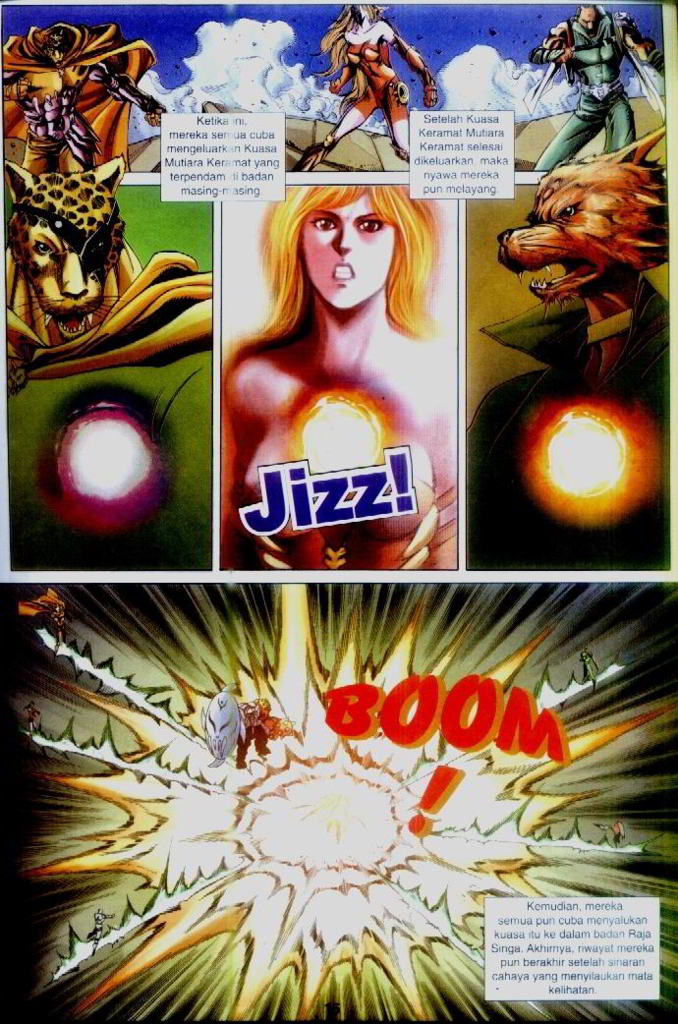 Ketika ini,
mereka semua cuba
mengeluarkan Kuasa
Mutiara Keramat yang
terpendam di badan
masing-masing.
Setelah Kuasa
Keramat Mutiara
Keramat selesai
dikeluarkan, maka
nyawa mereka
pun melayang.
Jizz!
BOOM
!
Kemudian, mereka
semua pun cuba menyalukan
kuasa itu ke dalam badan Raja
Singa. Akhirnya, riwayat mereka
pun berakhir setelah sinaran
cahaya yang menyilaukan mata
kelihatan.